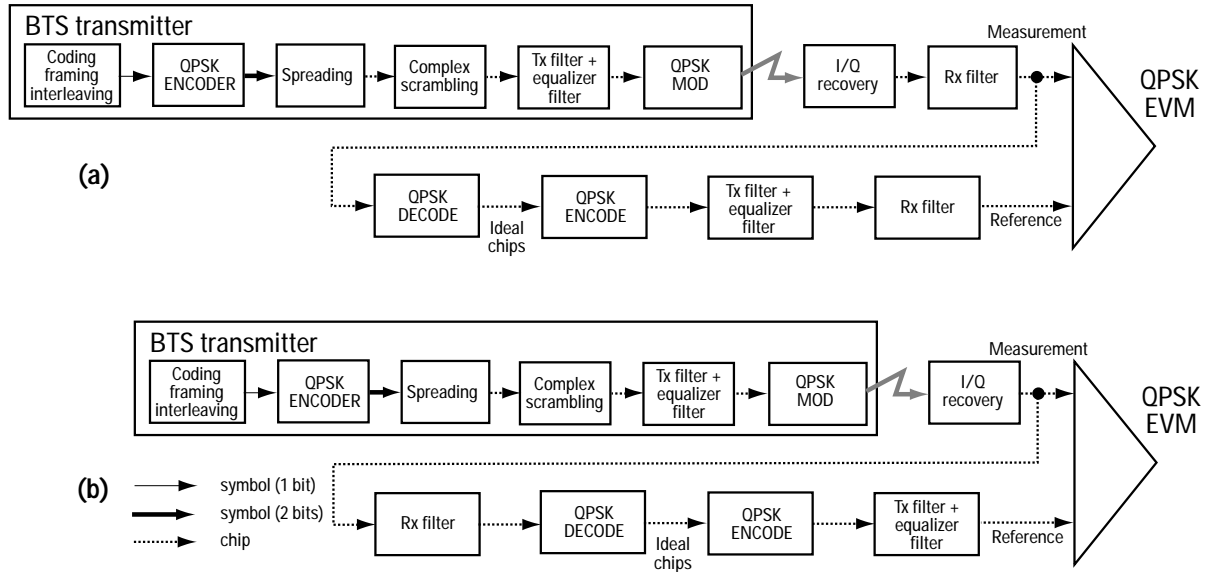 BTS transmitter
Coding
framing
interleaving
QPSK
ENCODER
Spreading
Complex
scrambling
Tx filter +
equalizer
filter
QPSK
MOD
I/Q
recovery
Rx filter
Measurement
QPSK
EVM
(a)
QPSK
DECODE
Ideal
chips
QPSK
ENCODE
Tx filter +
equalizer
filter
Rx filter
Reference
BTS transmitter
Coding
framing
interleaving
QPSK
ENCODER
Spreading
Complex
scrambling
Tx filter +
equalizer
filter
QPSK
MOD
I/Q
recovery
Measurement
QPSK
EVM
(b)
symbol (1 bit)
symbol (2 bits)
chip
Rx filter
QPSK
DECODE
Ideal
chips
QPSK
ENCODE
Tx filter +
equalizer
filter
Reference